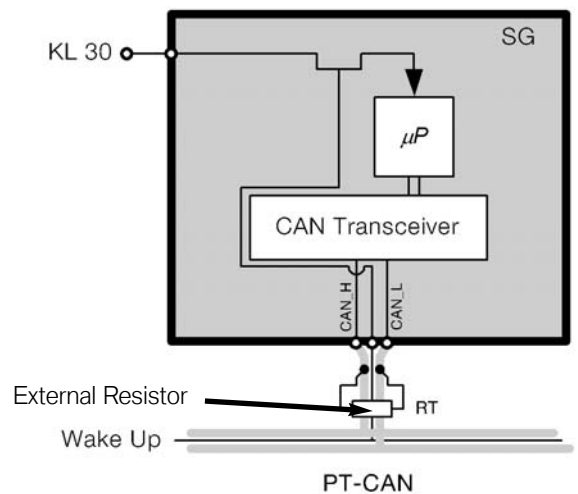 SG
KL 30
µP
CAN Transceiver
CAN_H
CAN_L
External Resistor
RT
Wake Up
PT-CAN